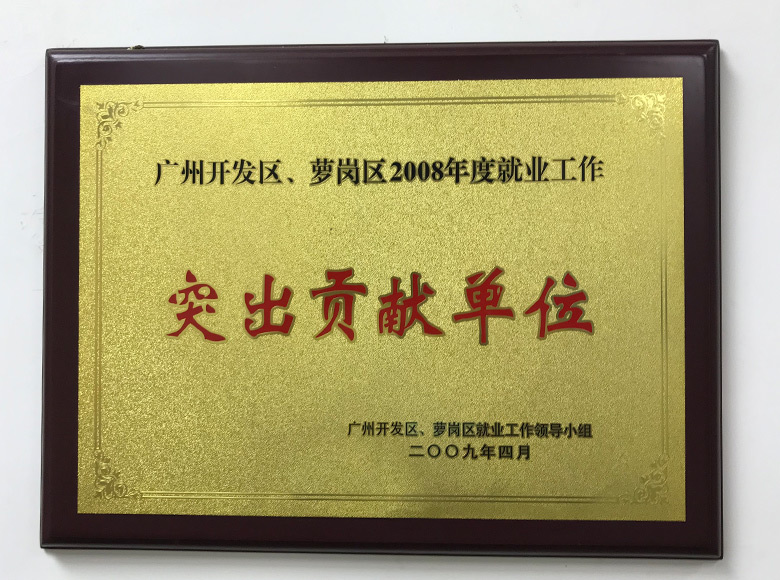 广州开发区、萝岗区2008年度就业工作
突出贡献单位
广州开发区、萝岗区就业工作领导小组
二〇〇九年四月